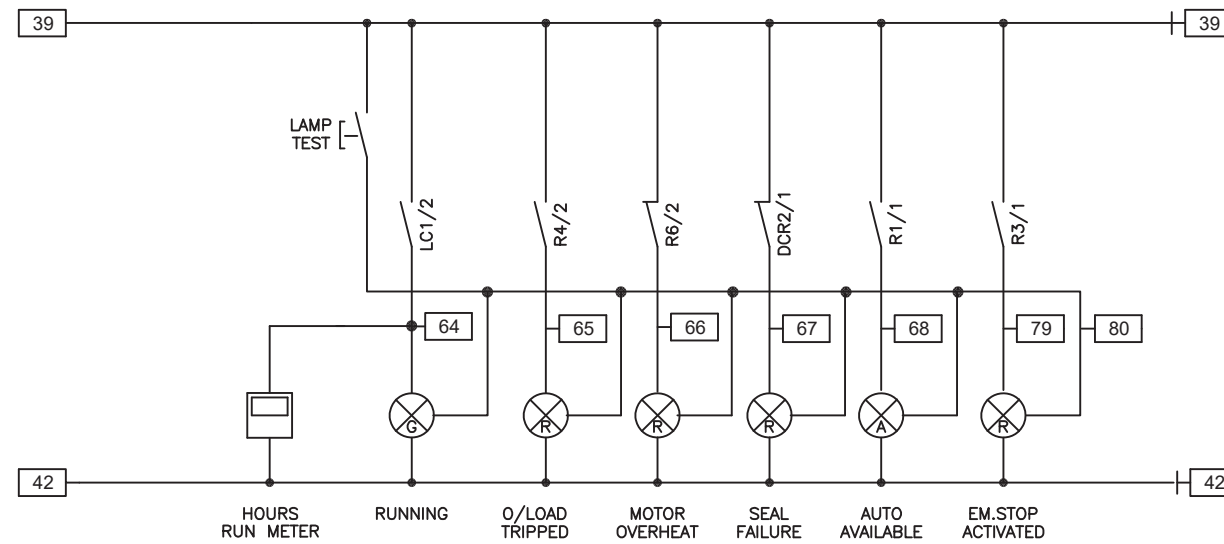 39
39
LAMP
TEST
LC1/2
R4/2
R6/2
DCR2/1
R1/1
R3/1
64
65
66
67
68
79
80
G
R
R
R
A
R
42
42
HOURS
RUN METER
RUNNING
O/LOAD
TRIPPED
MOTOR
OVERHEAT
SEAL
FAILURE
AUTO
AVAILABLE
EM.STOP
ACTIVATED